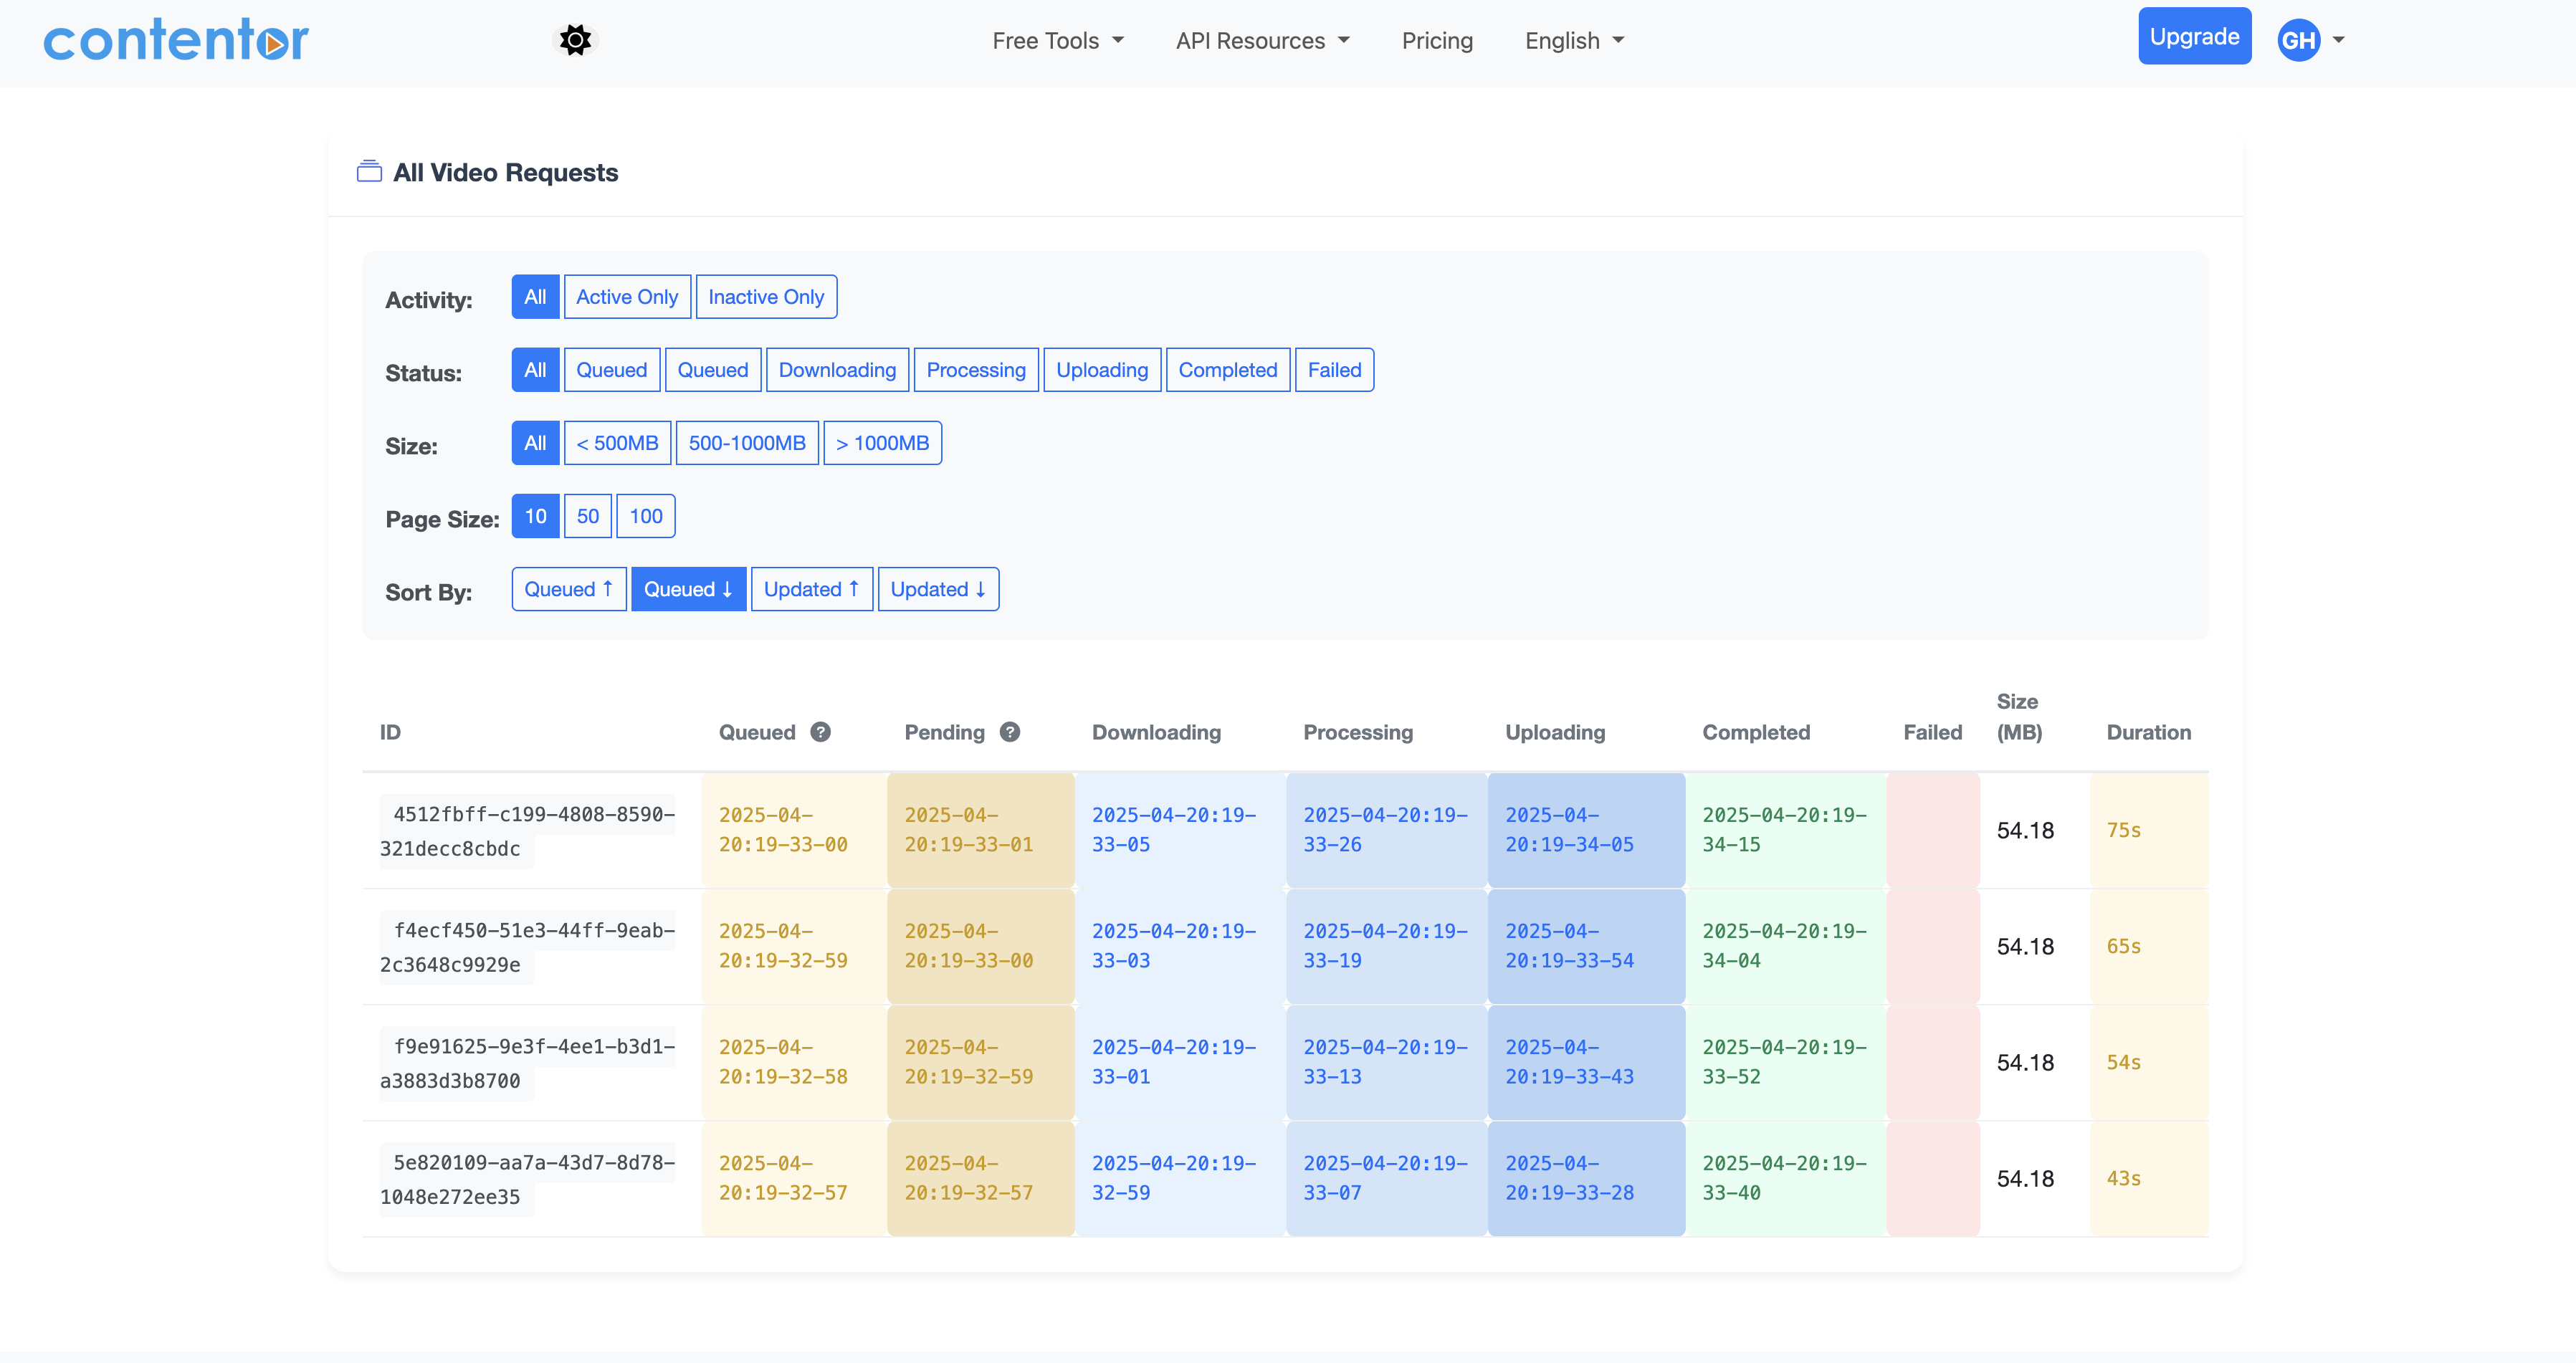 contentor
Free Tools API Resources Pricing English Upgrade GH
All Video Requests
Activity: All Active Only Inactive Only
Status: All Queued Queued Downloading Processing Uploading Completed Failed
Size: All < 500MB 500-1000MB > 1000MB
Page Size: 10 50 100
Sort By: Queued ↑ Queued ↓ Updated ↑ Updated ↓
ID Queued ? Pending ? Downloading Processing Uploading Completed Failed Size (MB) Duration
4512fbff-c199-4808-8590- 2025-04- 2025-04- 2025-04-20:19- 2025-04-20:19- 2025-04- 2025-04-20:19- 54.18 75s
321decc8cbdc 20:19-33-00 20:19-33-01 33-05 33-26 20:19-34-05 34-15
f4ecf450-51e3-44ff-9eab- 2025-04- 2025-04- 2025-04-20:19- 2025-04-20:19- 2025-04- 2025-04-20:19- 54.18 65s
2c3648c9929e 20:19-32-59 20:19-33-00 33-03 33-19 20:19-33-54 34-04
f9e91625-9e3f-4ee1-b3d1- 2025-04- 2025-04- 2025-04-20:19- 2025-04-20:19- 2025-04- 2025-04-20:19- 54.18 54s
a3883d3b8700 20:19-32-58 20:19-32-59 33-01 33-13 20:19-33-43 33-52
5e820109-aa7a-43d7-8d78- 2025-04- 2025-04- 2025-04-20:19- 2025-04-20:19- 2025-04- 2025-04-20:19- 54.18 43s
1048e272ee35 20:19-32-57 20:19-32-57 32-59 33-07 20:19-33-28 33-40